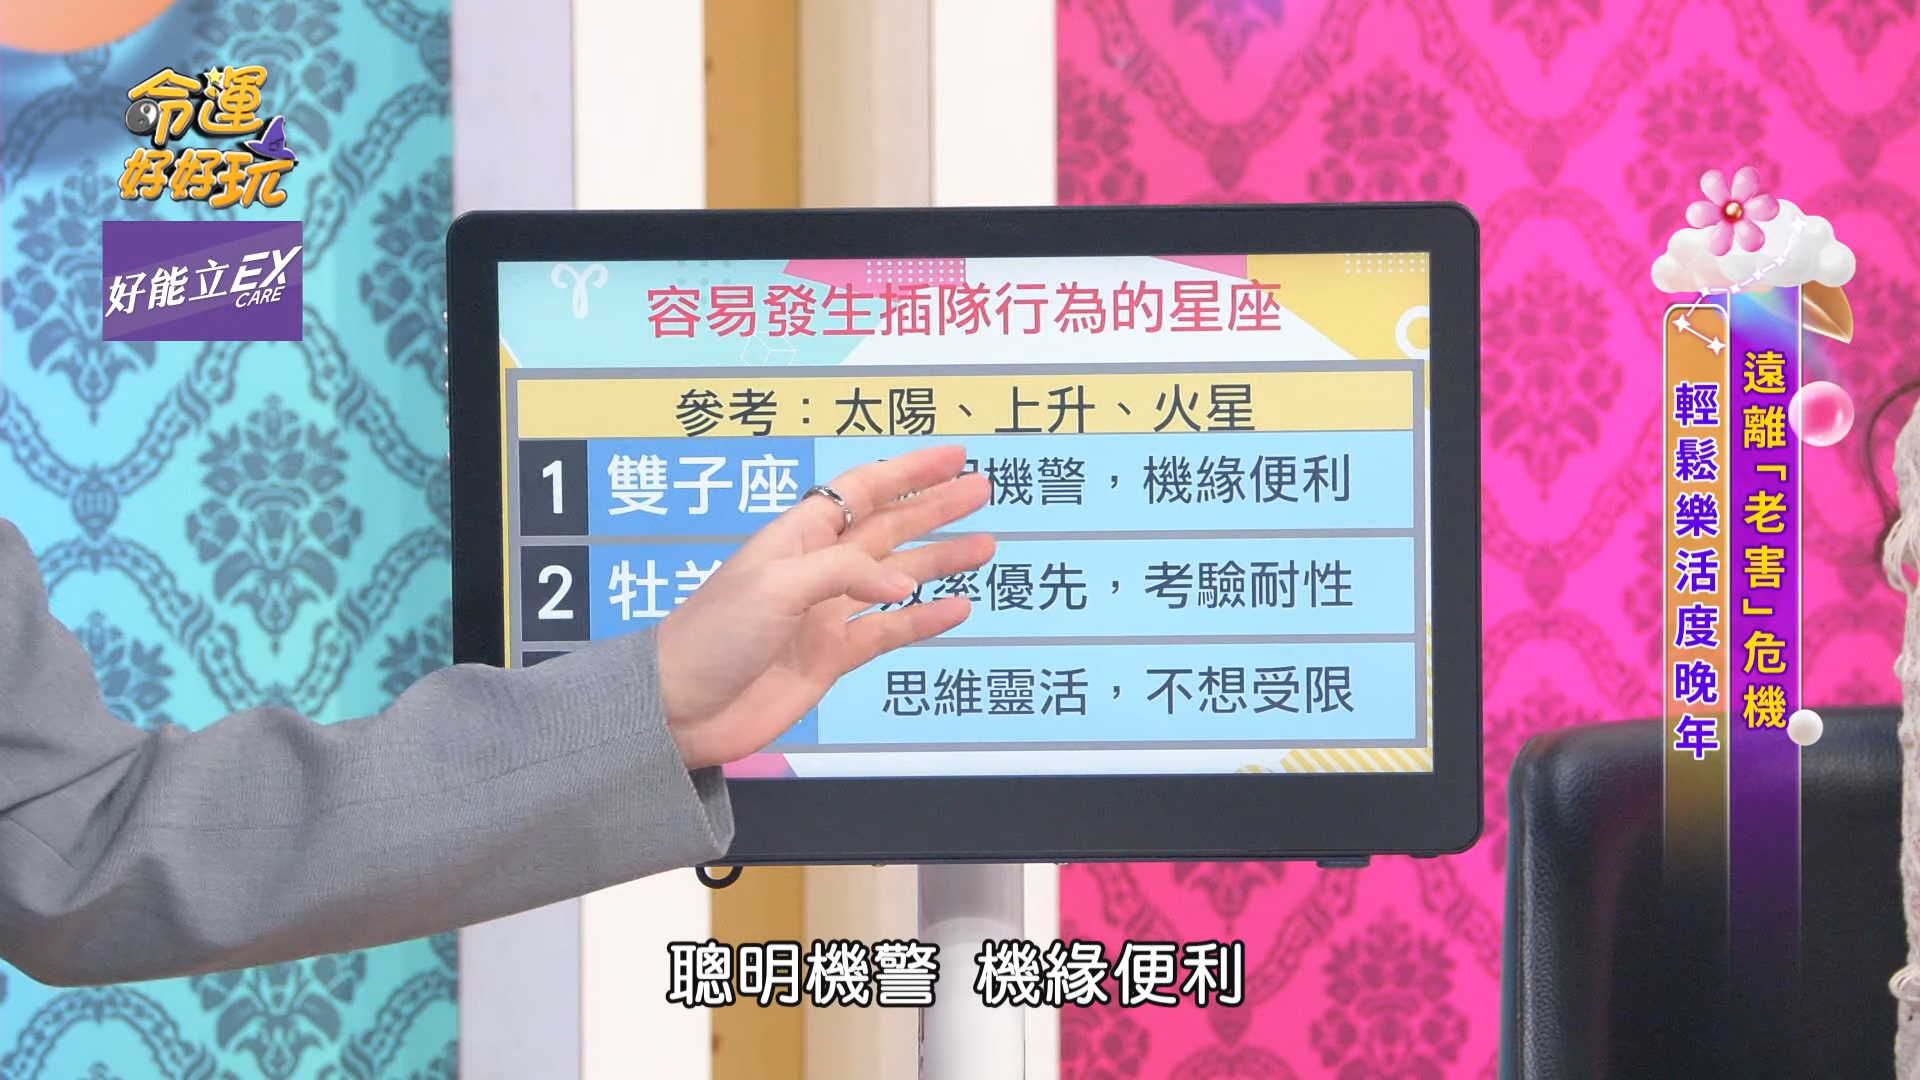 命運
好好玩
好能立EX
CARE
容易發生插隊行為的星座
參考：太陽、上升、火星
1 雙子座 機警，機緣便利
2 牡羊 效率優先，考驗耐性
思維靈活，不想受限
遠離「老害」危機
輕鬆樂活度晚年
聰明機警 機緣便利